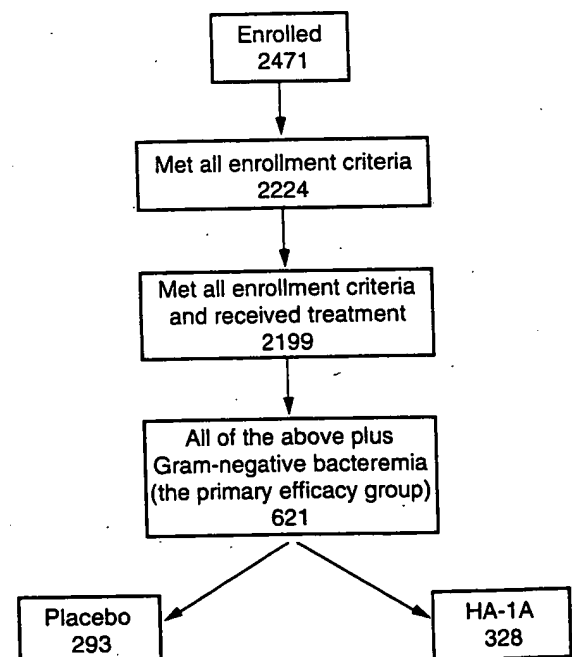 Enrolled
2471
Met all enrollment criteria
2224
Met all enrollment criteria
and received treatment
2199
All of the above plus
Gram-negative bacteremia
(the primary efficacy group)
621
Placebo
293
HA-1A
328